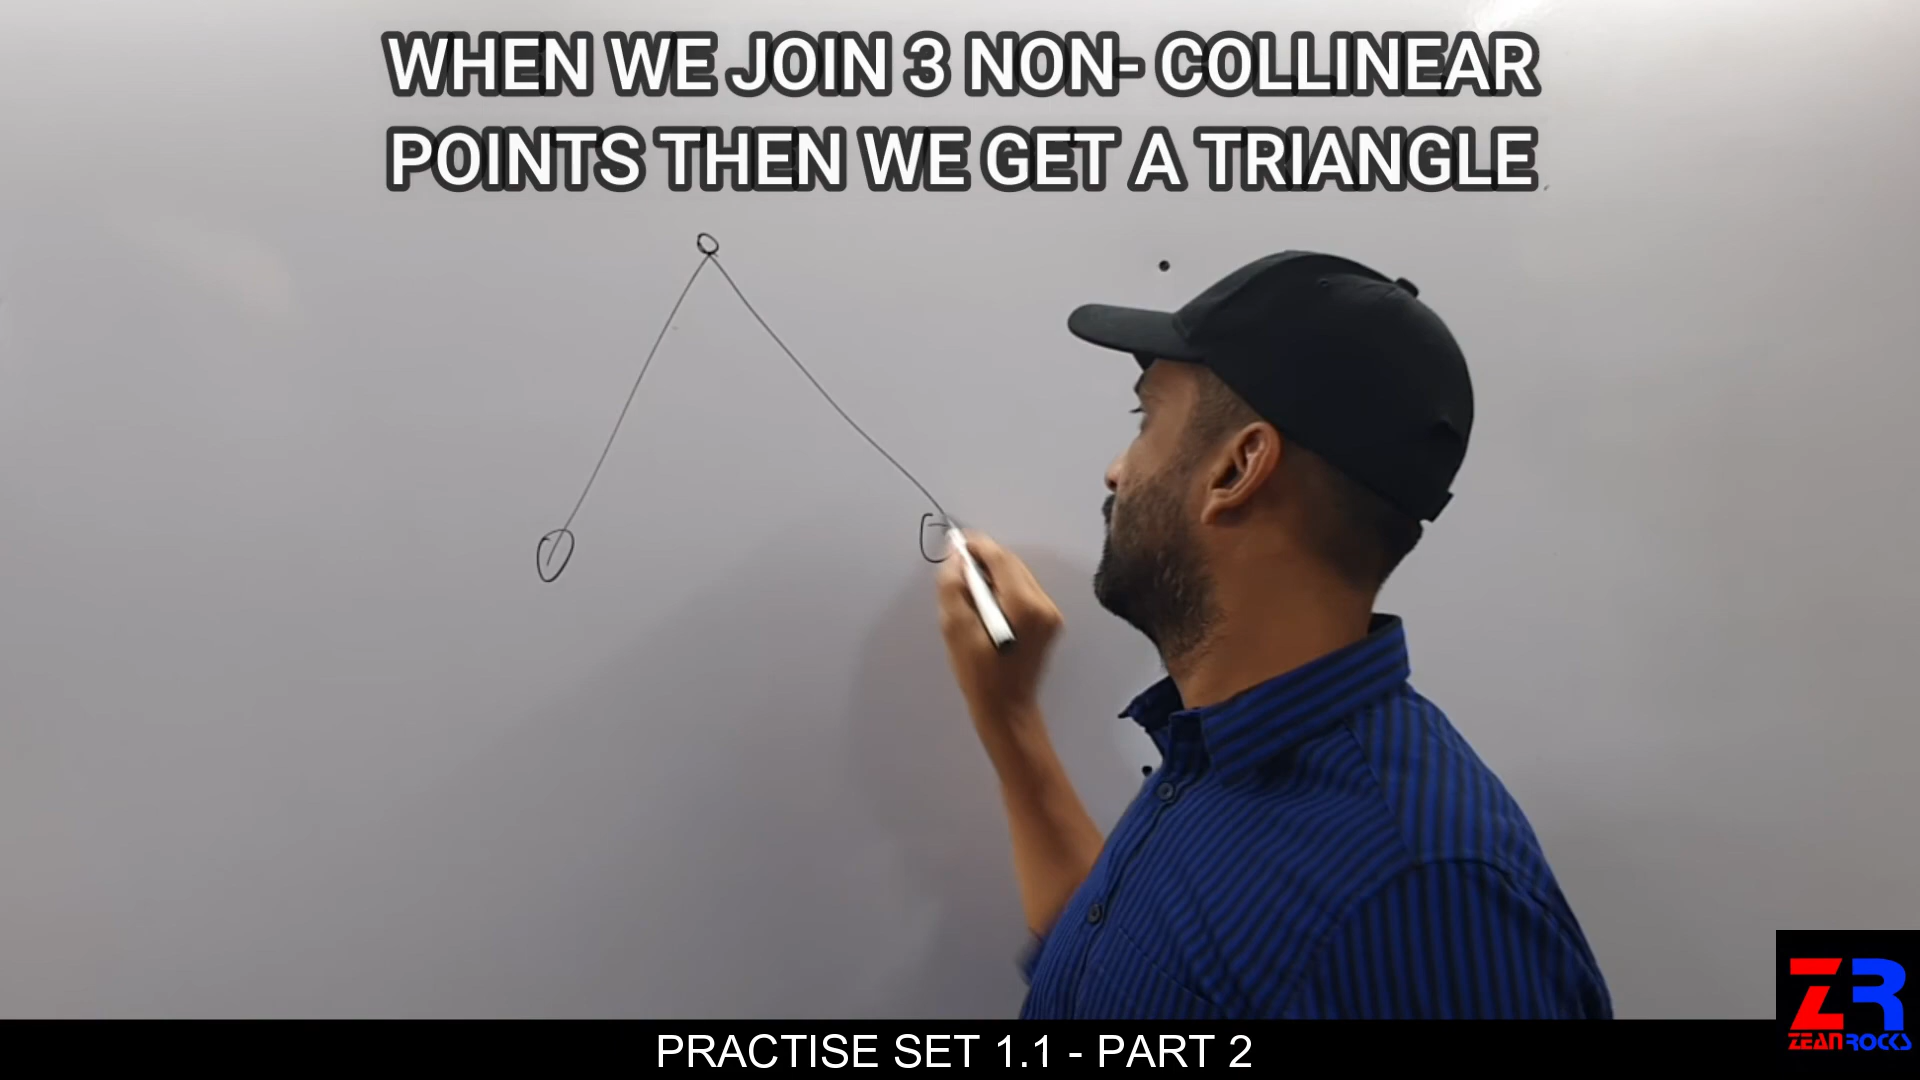 WHEN WE JOIN 3 NON- COLLINEAR
POINTS THEN WE GET A TRIANGLE
ZR
ZEAN ROCKS
PRACTISE SET 1.1 - PART 2